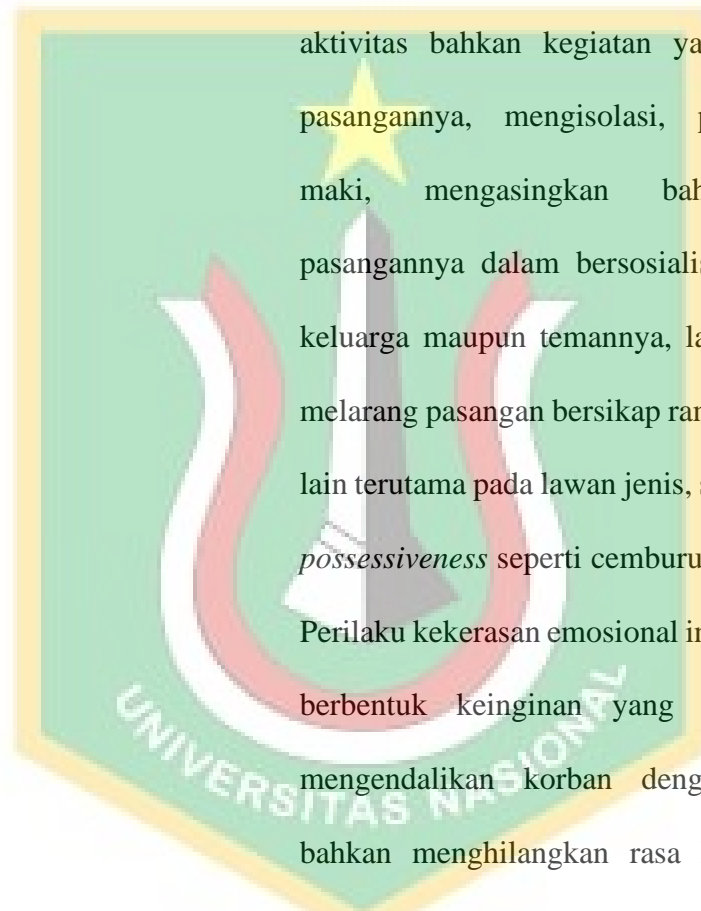 aktivitas bahkan kegiatan
pasangannya, mengisolasi,
maki, mengasingkan
pasangannya dalam
keluarga maupun temannya,
melarang pasangan bersikap
lain terutama pada lawan jenis,
possessiveness seperti
Perilaku kekerasan emosional
berbentuk keinginan yang
mengendalikan korban
bahkan menghilangkan rasa
UNIVERSITAS NASIONAL